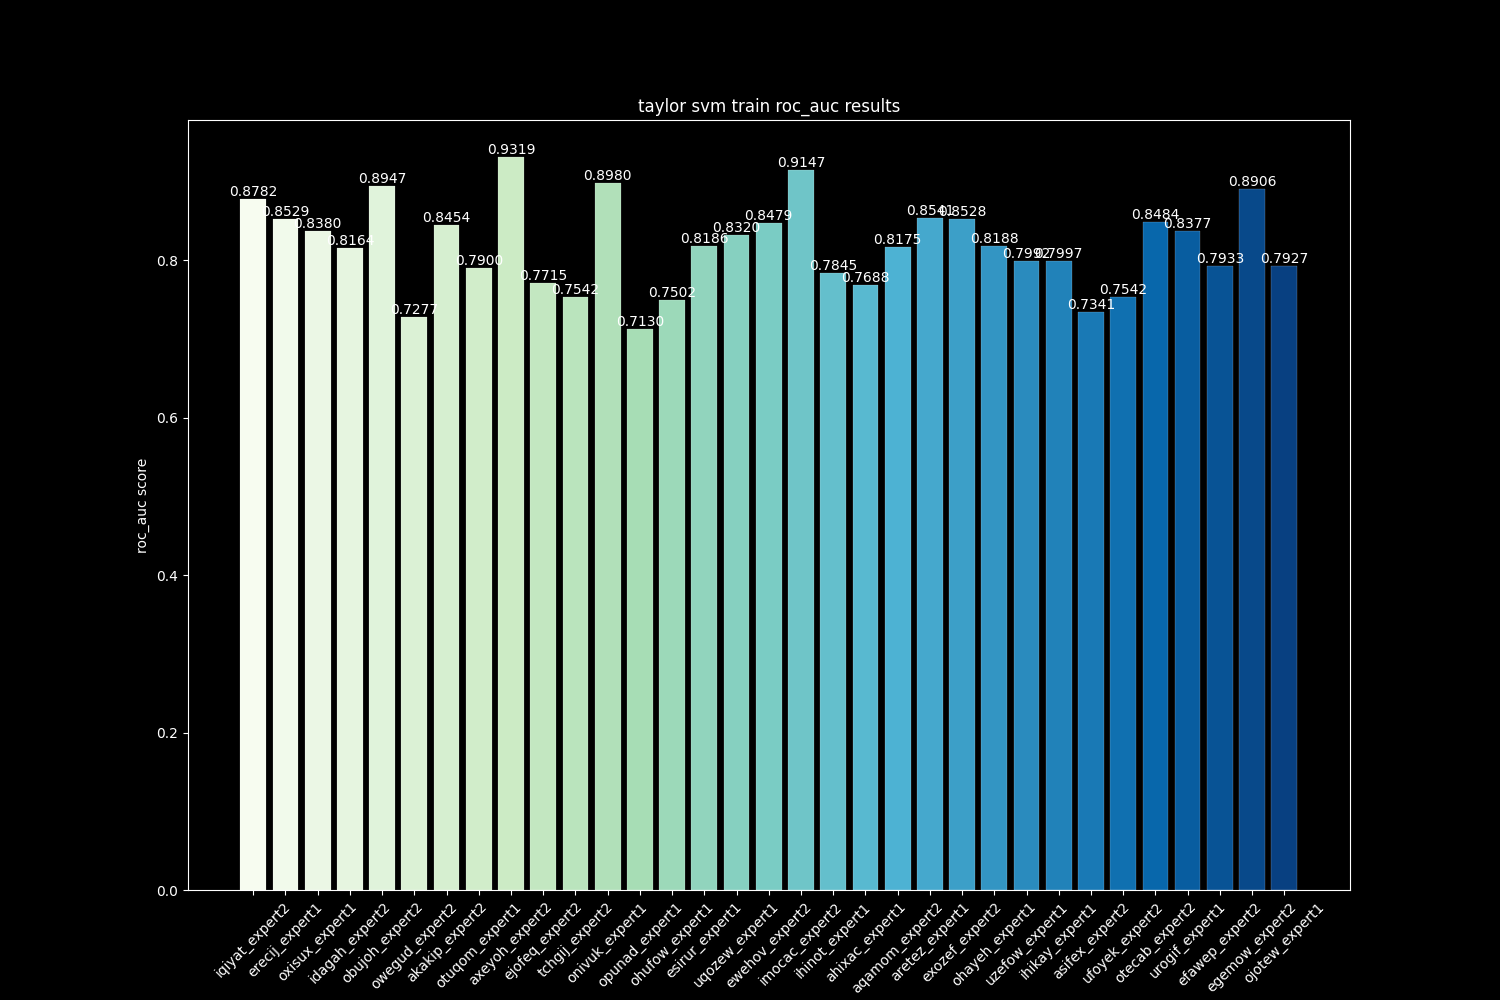 taylor svm train roc_auc results
0.8782
0.8529
0.8380
0.8164
0.8947
0.7277
0.8454
0.7900
0.9319
0.7715
0.7542
0.8980
0.7130
0.7502
0.8186
0.8320
0.8479
0.9147
0.7845
0.7688
0.8175
0.8541
0.8528
0.8188
0.7992
0.7997
0.7341
0.7542
0.8484
0.8377
0.7933
0.8906
0.7927
roc_auc score
0.8
0.6
0.4
0.2
0.0
iqiyat_expert2
erecij_expert1
oxisux_expert1
idagah_expert2
obujoh_expert2
owegud_expert2
akakip_expert2
otuqom_expert1
axeyoh_expert2
ejofeq_expert2
tchgjj_expert2
onivuk_expert1
opunad_expert1
ohufow_expert1
esirur_expert1
uqozew_expert1
ewehov_expert2
imocac_expert2
ihinot_expert1
ahixac_expert1
aqamom_expert2
aretez_expert1
exozef_expert2
ohayeh_expert1
uzefow_expert1
ihikay_expert1
asifex_expert2
ufoyek_expert2
otecab_expert2
urogif_expert1
efawep_expert2
egemow_expert2
ojotew_expert1